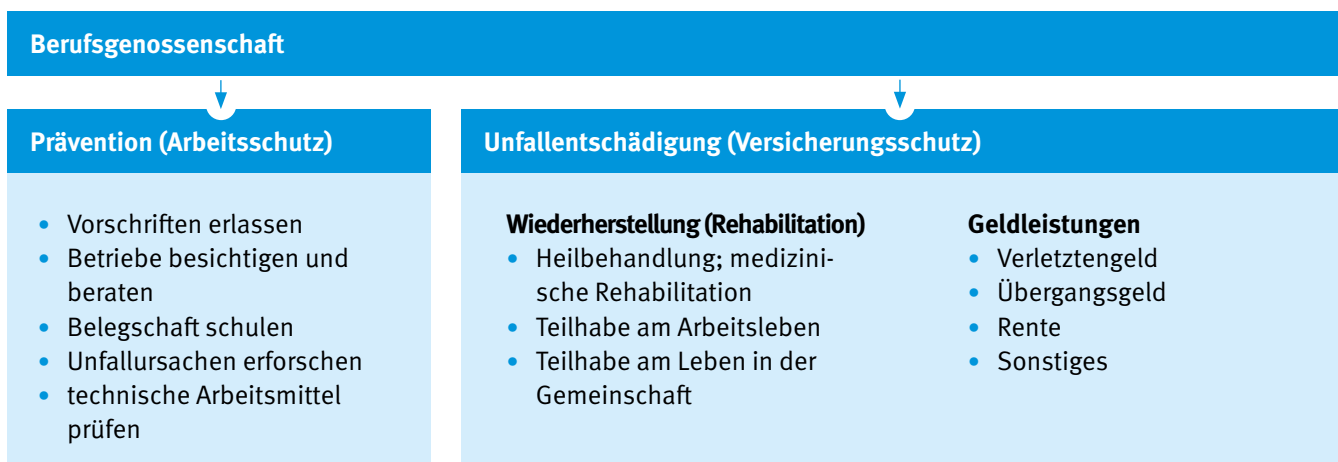 Berufsgenossenschaft
Prävention (Arbeitsschutz)
• Vorschriften erlassen
• Betriebe besichtigen und
beraten
• Belegschaft schulen
• Unfallursachen erforschen
• technische Arbeitsmittel
prüfen
Unfallentschädigung (Versicherungsschutz)
Wiederherstellung (Rehabilitation)
• Heilbehandlung; medizini-
sche Rehabilitation
• Teilhabe am Arbeitsleben
• Teilhabe am Leben in der
Gemeinschaft
Geldleistungen
• Verletztengeld
• Übergangsgeld
• Rente
• Sonstiges